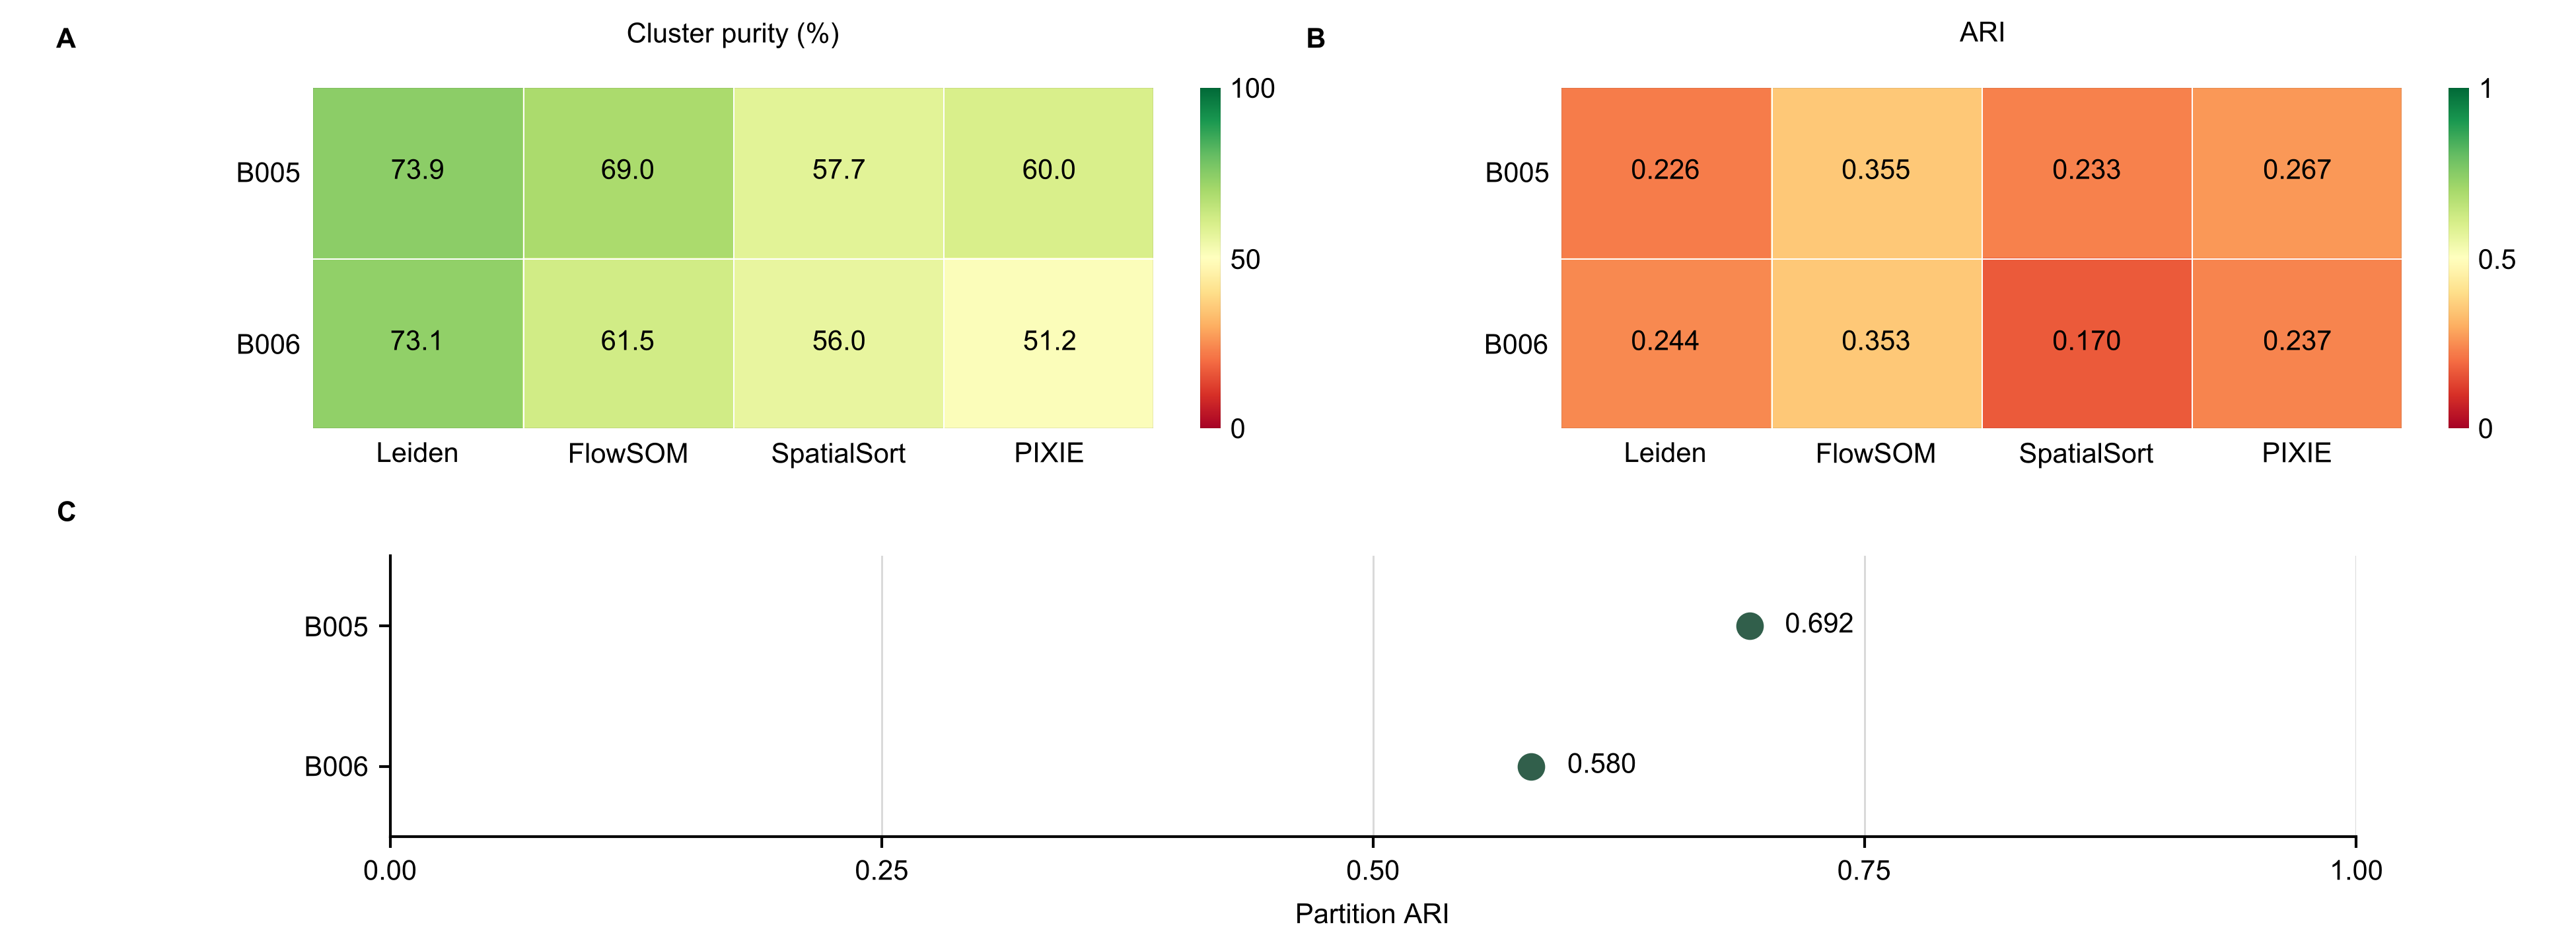 A
Cluster purity (%)
100
50
0
B005
73.9
69.0
57.7
60.0
B006
73.1
61.5
56.0
51.2
Leiden
FlowSOM
SpatialSort
PIXIE
B
ARI
1
0.5
0
B005
0.226
0.355
0.233
0.267
B006
0.244
0.353
0.170
0.237
Leiden
FlowSOM
SpatialSort
PIXIE
C
B005
0.692
B006
0.580
0.00
0.25
0.50
0.75
1.00
Partition ARI